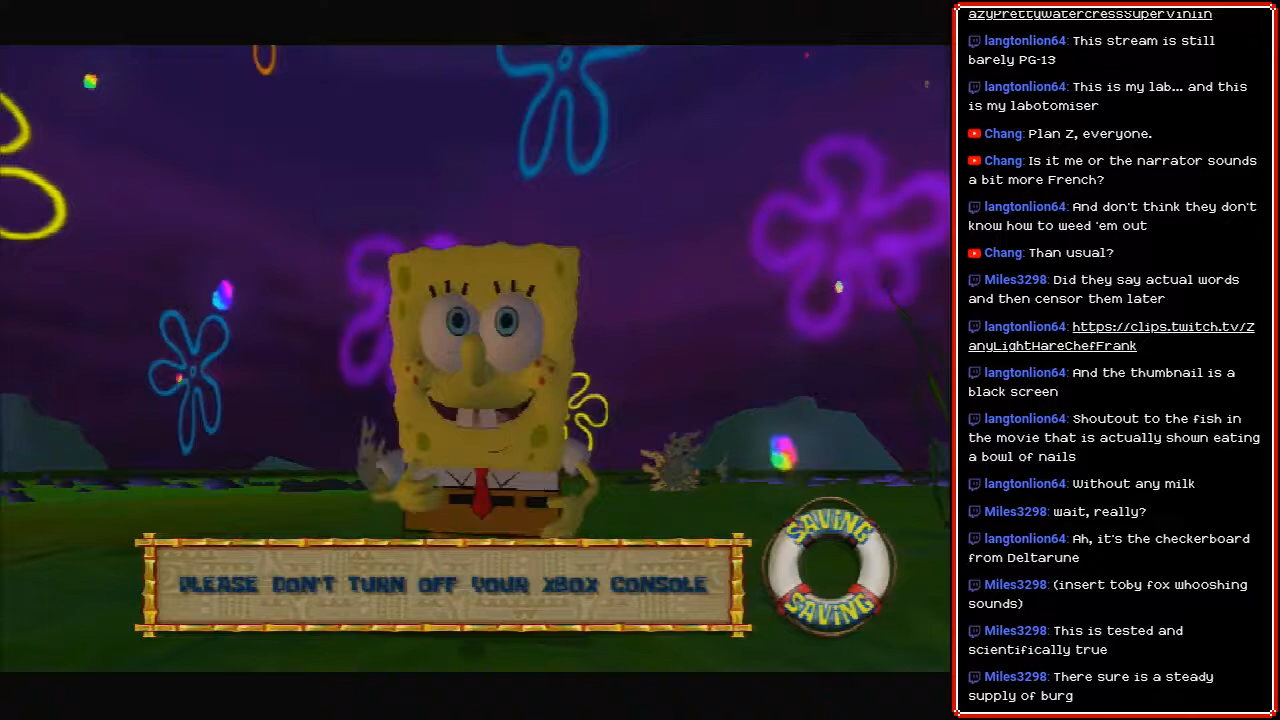 PLEASE DON'T TURN OFF YOUR XBOX CONSOLE
SAVING
SAVING
azyPrettyWatercressSuperVinlin
langtonlion64: This stream is still
barely PG-13
langtonlion64: This is my lab... and this
is my labotomiser
Chang: Plan Z, everyone.
Chang: Is it me or the narrator sounds
a bit more French?
langtonlion64: And don't think they don't
know how to weed 'em out
Chang: Than usual?
Miles3298: Did they say actual words
and then censor them later
langtonlion64: https://clips.twitch.tv/Z
anyLightHareChefFrank
langtonlion64: And the thumbnail is a
black screen
langtonlion64: Shoutout to the fish in
the movie that is actually shown eating
a bowl of nails
langtonlion64: Without any milk
Miles3298: wait, really?
langtonlion64: Ah, it's the checkerboard
from Deltarune
Miles3298: (insert toby fox whooshing
sounds)
Miles3298: This is tested and
scientifically true
Miles3298: There sure is a steady
supply of burg